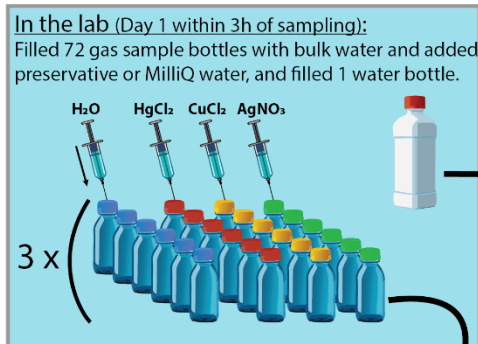 In the lab (Day 1 within 3h of sampling):
Filled 72 gas sample bottles with bulk water and added
preservative or MilliQ water, and filled 1 water bottle.
H₂O HgCl₂ CuCl₂ AgNO₃
3 x